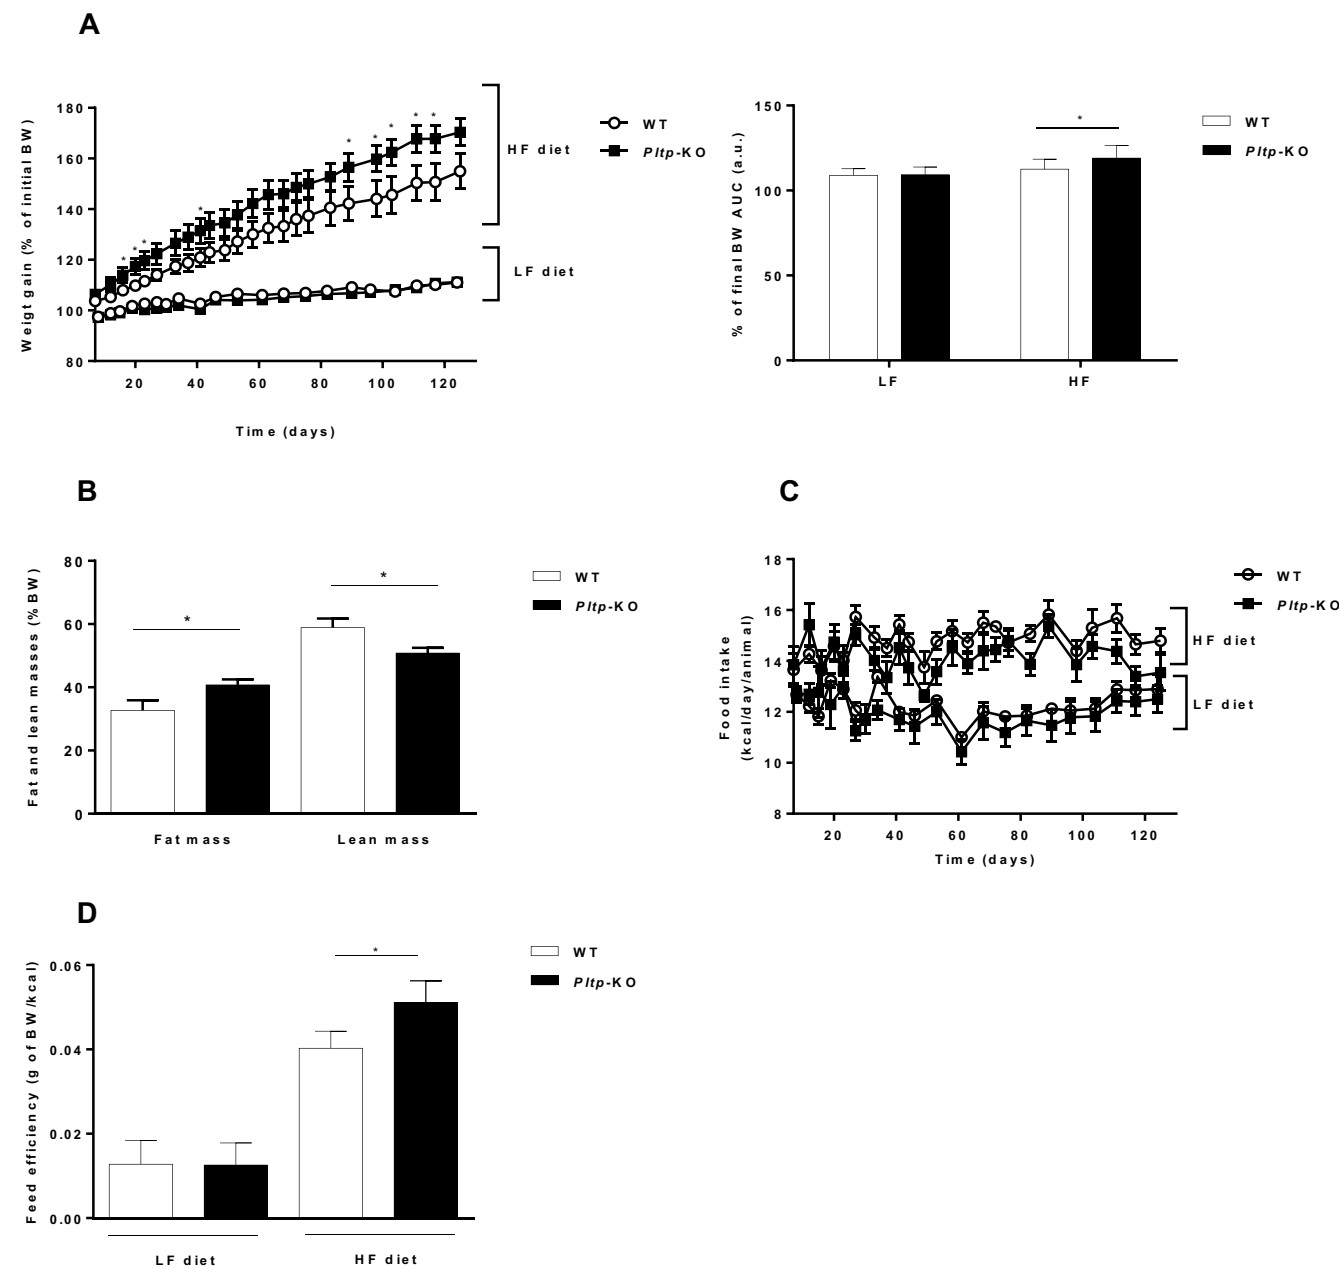 A
Weigt gain (% of initial BW)
180
160
140
120
100
80
* * * * * * * * *
20 40 60 80 100 120
Time (days)
HF diet
LF diet
WT
Pltp-KO
% of final BW AUC (a.u.)
150
100
50
0
*
LF HF
WT
Pltp-KO
B
Fat and lean masses (% BW)
80
60
40
20
0
* *
Fat mass Lean mass
WT
Pltp-KO
C
Food intake
(kcal/day/animal)
18
16
14
12
10
8
20 40 60 80 100 120
Time (days)
WT
Pltp-KO
HF diet
LF diet
D
Feed efficiency (g of BW/kcal)
0.06
0.04
0.02
0.00
*
LF diet HF diet
WT
Pltp-KO